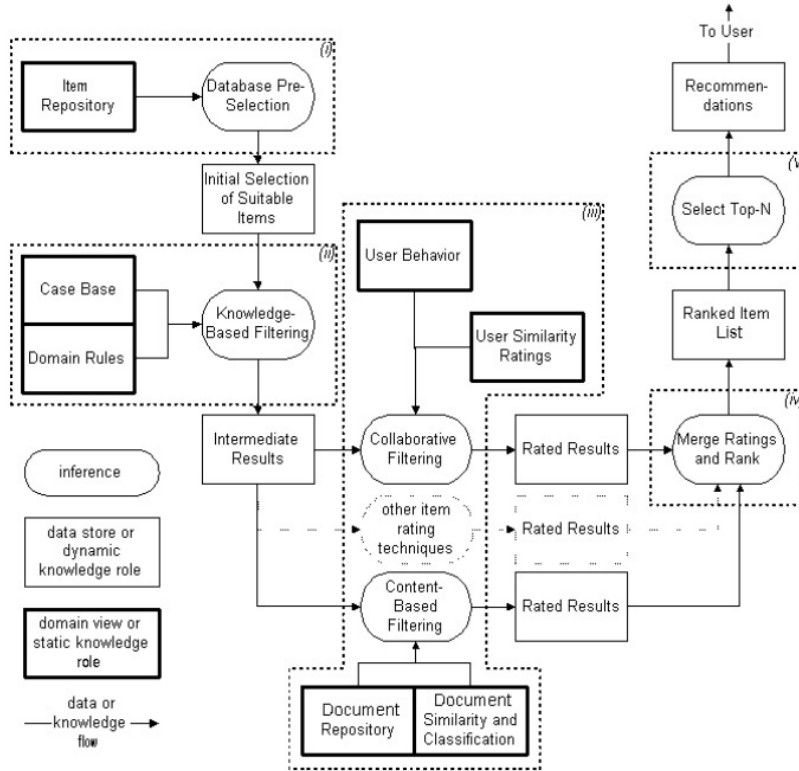 (i)
Item
Repository
Database Pre-
Selection
Initial Selection
of Suitable
Items
(ii)
Case Base
Domain Rules
Knowledge-
Based Filtering
Intermediate
Results
(iii)
User Behavior
User Similarity
Ratings
Collaborative
Filtering
Rated Results
other item
rating
techniques
Rated Results
Content-
Based
Filtering
Rated Results
Document
Repository
Document
Similarity and
Classification
To User
Recommen-
dations
(v
Select Top-N
Ranked Item
List
(iv
Merge Ratings
and Rank
inference
data store or
dynamic
knowledge role
domain view or
static knowledge
role
data or
knowledge
flow